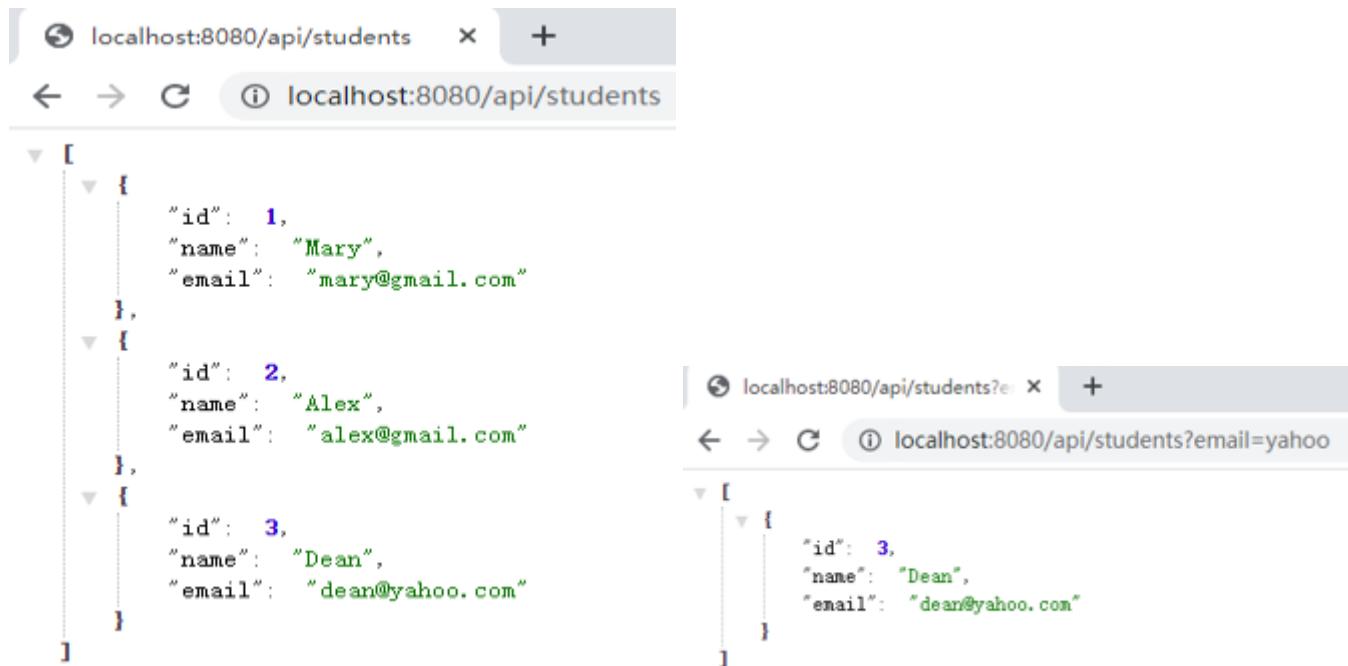 localhost:8080/api/students
localhost:8080/api/students
[
{
"id": 1,
"name": "Mary",
"email": "mary@gmail.com"
},
{
"id": 2,
"name": "Alex",
"email": "alex@gmail.com"
},
{
"id": 3,
"name": "Dean",
"email": "dean@yahoo.com"
}
]
localhost:8080/api/students?e
localhost:8080/api/students?email=yahoo
[
{
"id": 3,
"name": "Dean",
"email": "dean@yahoo.com"
}
]